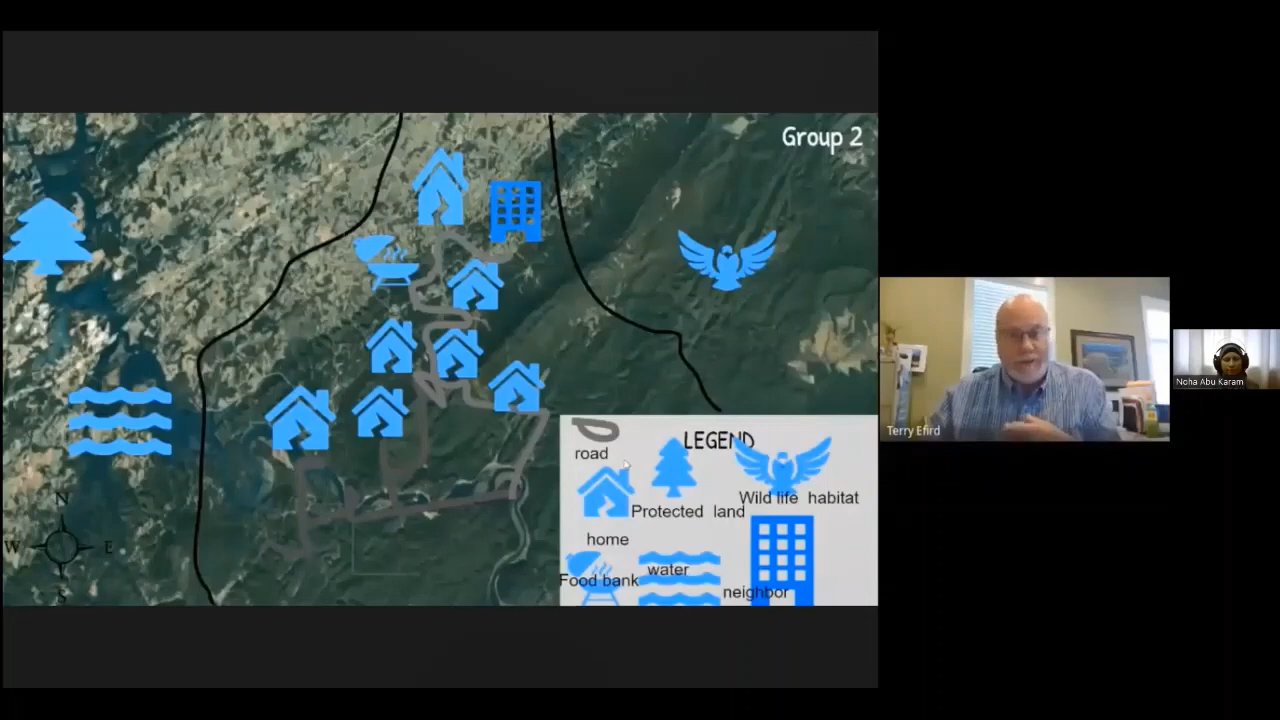 Group 2
LEGEND
road
Wild life habitat
Protected land
home
water
Food bank
neighbor
N
W
E
S
Terry Efird
Noha Abu Karam